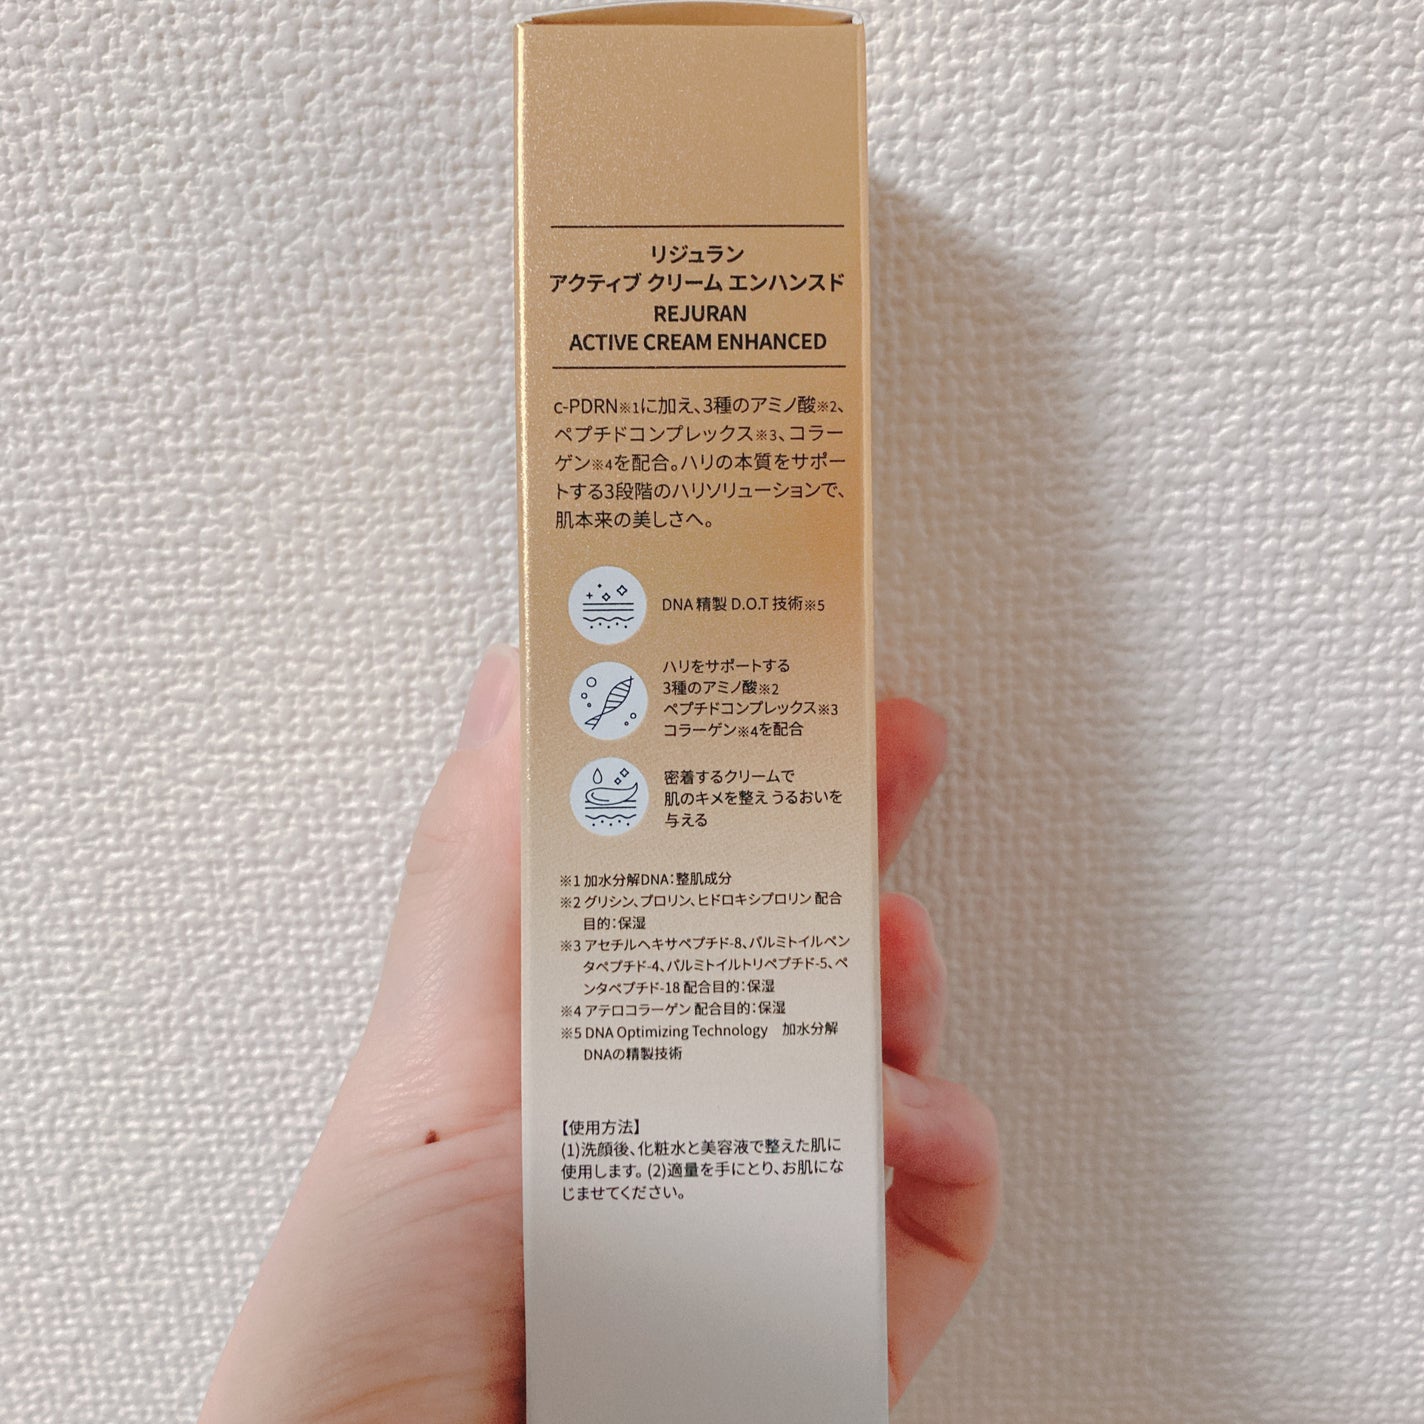 リジュラン
アクティブ クリーム エンハンスド
REJURAN
ACTIVE CREAM ENHANCED
c-PDRN※1に加え、3種のアミノ酸※2、
ペプチドコンプレックス※3、コラー
ゲン※4を配合。ハリの本質をサポー
トする3段階のハリソリューションで、
肌本来の美しさへ。
DNA 精製 D.O.T 技術※5
ハリをサポートする
3種のアミノ酸※2
ペプチドコンプレックス※3
コラーゲン※4を配合
密着するクリームで
肌のキメを整え うるおいを
与える
※1 加水分解DNA：整肌成分
※2 グリシン、プロリン、ヒドロキシプロリン 配合
目的：保湿
※3 アセチルヘキサペプチド-8、パルミトイルペン
タペプチド-4、パルミトイルトリペプチド-5、ペ
ンタペプチド-18 配合目的：保湿
※4 アテロコラーゲン 配合目的：保湿
※5 DNA Optimizing Technology　加水分解
DNAの精製技術
【使用方法】
(1)洗顔後、化粧水と美容液で整えた肌に
使用します。(2)適量を手にとり、お肌にな
じませてください。